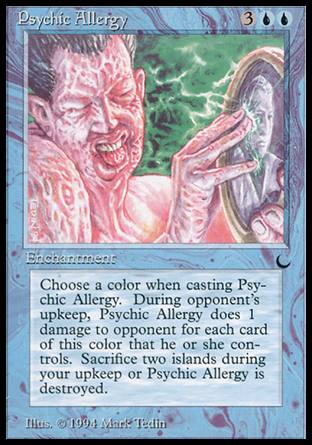 Psychic Allergy 3
Enchantment
Choose a color when casting Psy-
chic Allergy. During opponent's
upkeep, Psychic Allergy does 1
damage to opponent for each card
of this color that he or she con-
trols. Sacrifice two islands during
your upkeep or Psychic Allergy is
destroyed.
Illus. © 1994 Mark Tedin